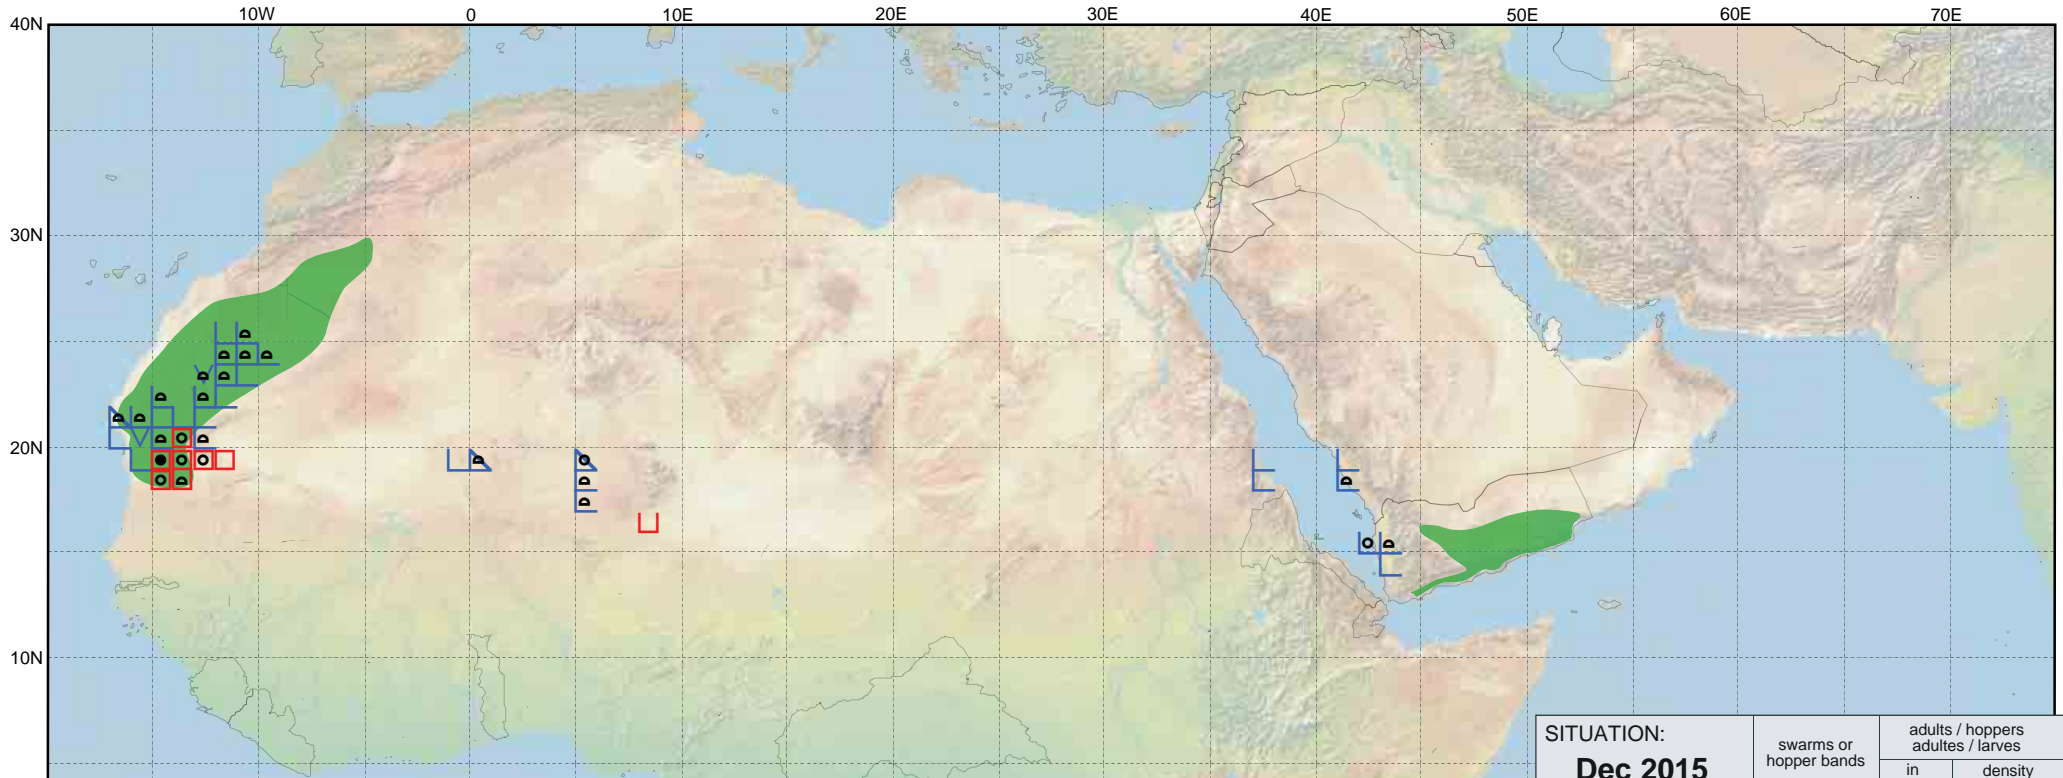 10W 0 10E 20E 30E 40E 50E 60E 70E
40N
30N
20N
10N
SITUATION:
Dec 2015
swarms or
hopper bands
adults / hoppers
adultes / larves
in density